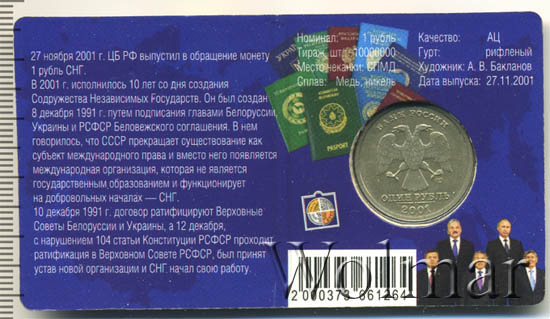 27 ноября 2001 г. ЦБ РФ выпустил в обращение монету
1 рубль СНГ.
В 2001 г. исполнилось 10 лет со дня создания
Содружества Независимых Государств. Он был создан
8 декабря 1991 г. путем подписания главами Белоруссии,
Украины и РСФСР Беловежского соглашения. В нем
говорилось, что СССР прекращает существование как
субъект международного права и вместо него появляется
международная организация, которая не является
государственным образованием и функционирует
на добровольных началах — СНГ.
10 декабря 1991 г. договор ратифицируют Верховные
Советы Белоруссии и Украины, а 12 декабря,
с нарушением 104 статьи Конституции РСФСР проходит
ратификация в Верховном Совете РСФСР, был принят
устав новой организации и СНГ начал свою работу.
Номинал: 1 рубль
Тираж, шт.: 10000000
Место чеканки: СПМД
Сплав: Медь, никель
Качество: АЦ
Гурт: рифленый
Художник: А. В. Бакланов
Дата выпуска: 27.11.2001
PASPORT
БАНК РОССИИ
ОДИН РУБЛЬ
2001
2 000373 661264
Wolmar